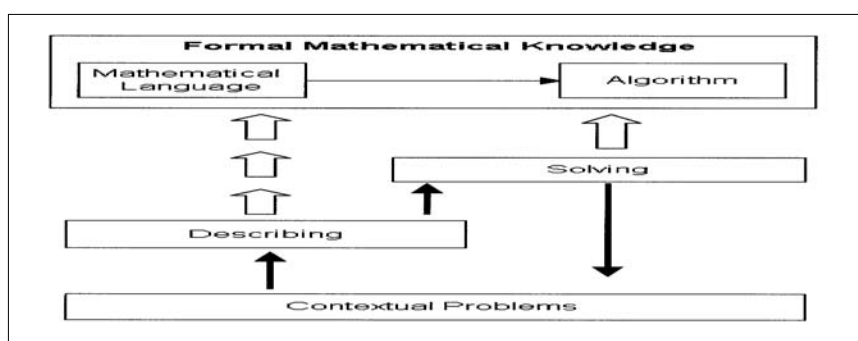 Formal Mathematical Knowledge
Mathematical
Language
Algorithm
Solving
Describing
Contextual Problems